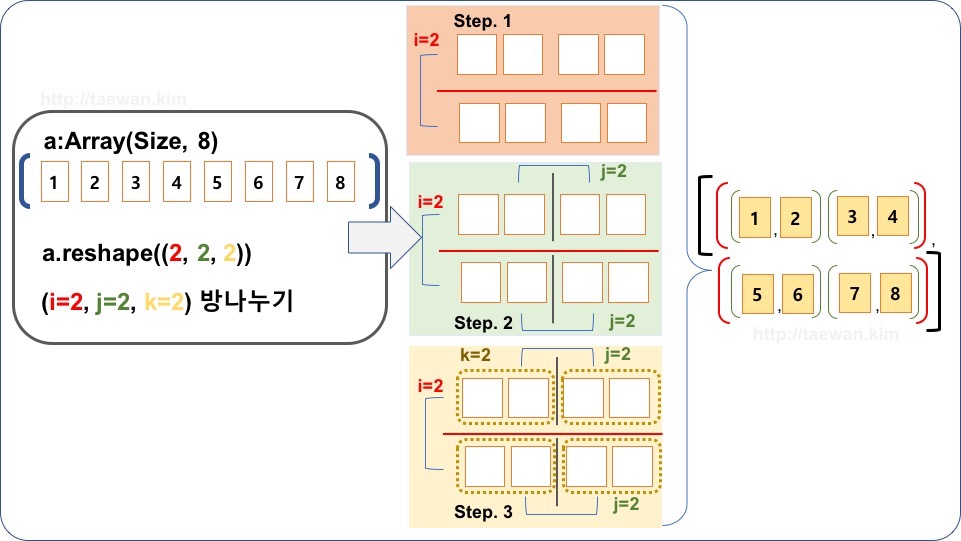 http://taewan.kim
a:Array(Size, 8)
1 2 3 4 5 6 7 8
a.reshape((2, 2, 2))
(i=2, j=2, k=2) 방나누기
Step. 1
i=2
j=2
i=2
Step. 2
j=2
k=2
j=2
i=2
j=2
Step. 3
1 , 2 3 , 4 ,
5 , 6 7 , 8
http://taewan.kim